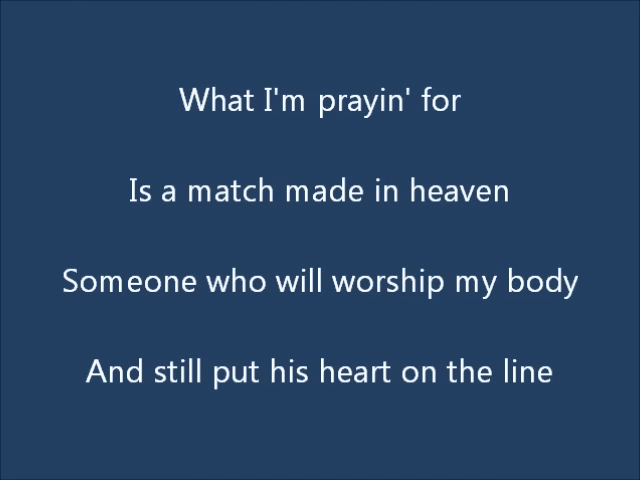 What I'm prayin' for
Is a match made in heaven
Someone who will worship my body
And still put his heart on the line